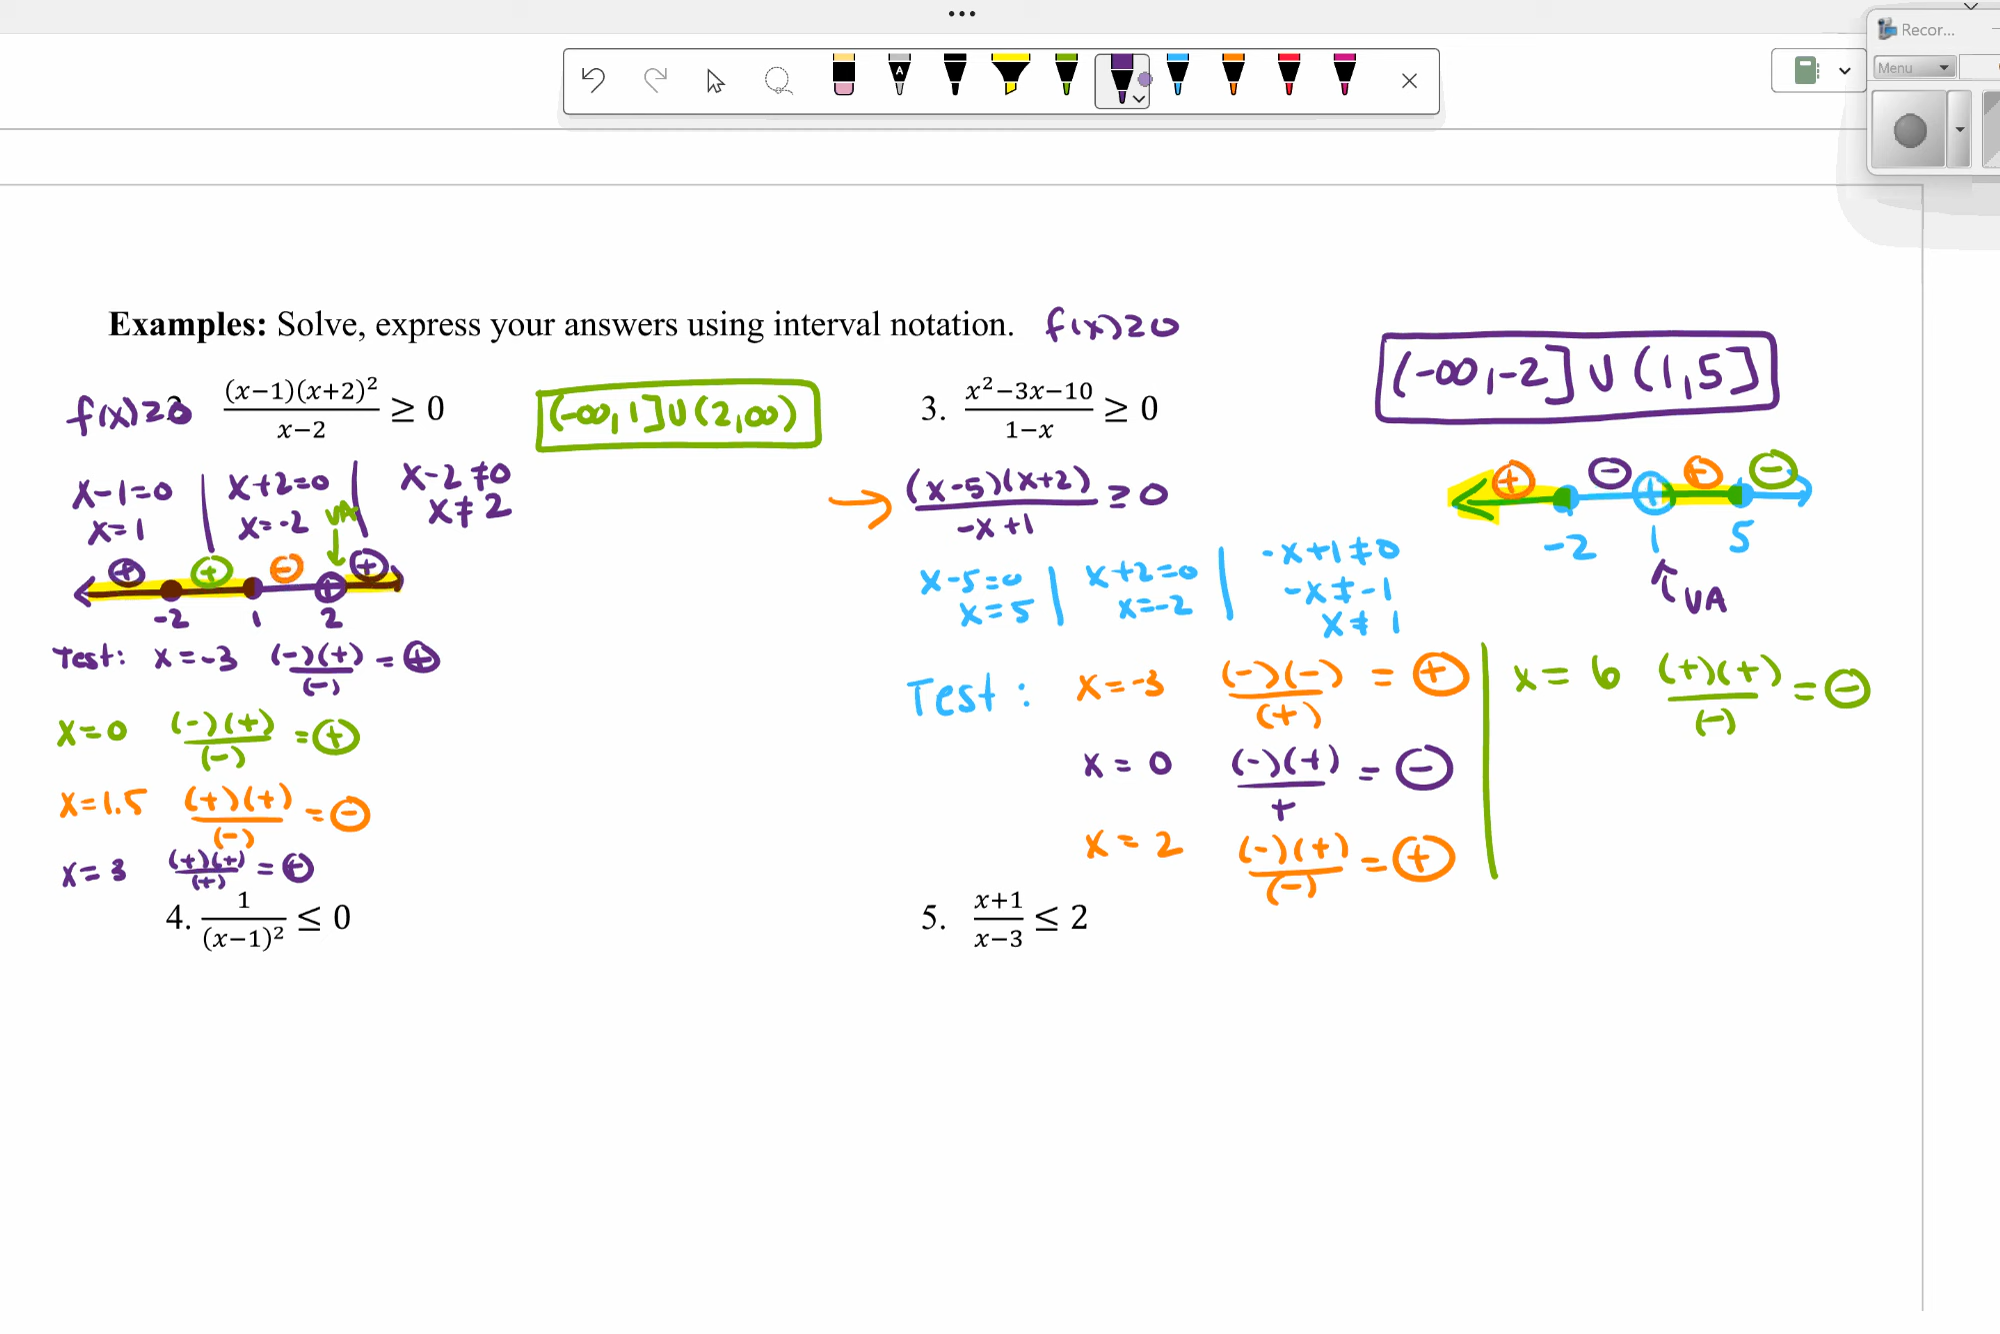 Recor...
Menu
A
Examples: Solve, express your answers using interval notation. f(x)≥0
f(x)≥0 (x−1)(x+2)²/x−2 ≥ 0
(-∞,1]∪(2,∞)
x-1=0 | x+2=0 | x-2≠0
x=1 | x=-2 | x≠2
VA
+ + - +
-2 1 2
Test: x=-3 (-)(+)/(-) = +
x=0 (-)(+)/(-) = +
x=1.5 (+)(+)/(-) = -
x=3 (+)(+)/(+) = +
3. x²−3x−10/1−x ≥ 0
(-∞,-2]∪(1,5]
→ (x-5)(x+2)/-x+1 ≥0
+ - + -
-2 1 5
VA
x-5=0 | x+2=0 | -x+1≠0
x=5 | x=-2 | -x≠-1
x≠1
Test: x=-3 (-)(-)/(+) = +
x=0 (-)(+)/+ = -
x=2 (-)(+)/(-) = +
x=6 (+)(+)/(-) = -
4. 1/(x−1)² ≤ 0
5. x+1/x−3 ≤ 2